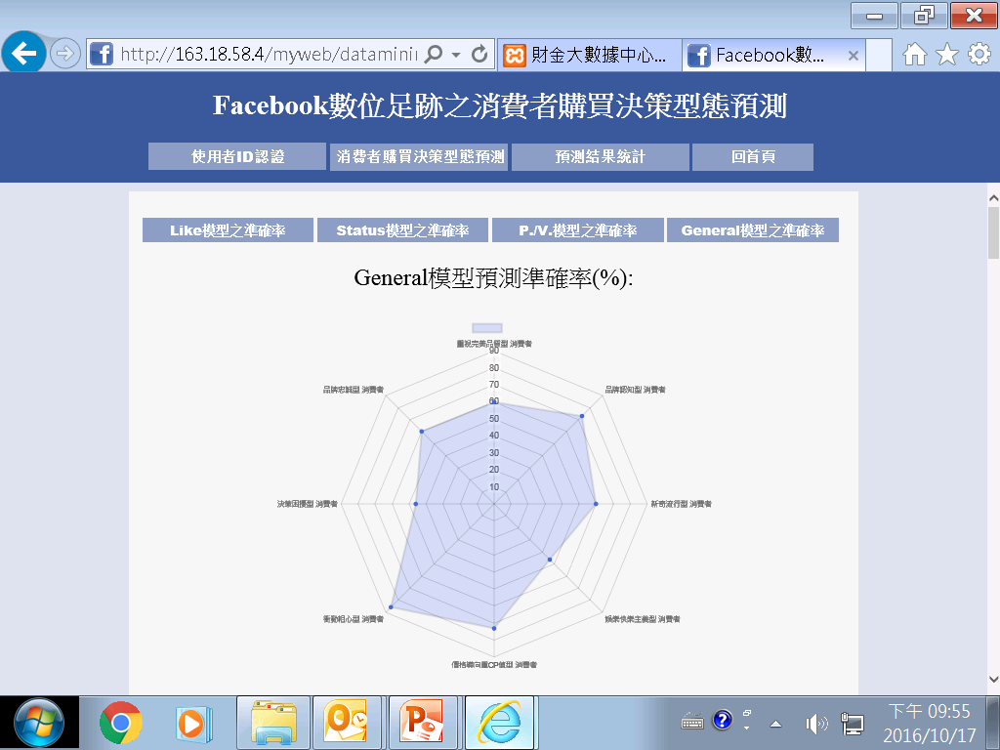 http://163.18.58.4/myweb/datamini
財金大數據中心...
Facebook數...
Facebook數位足跡之消費者購買決策型態預測
使用者ID認證
消費者購買決策型態預測
預測結果統計
回首頁
Like模型之準確率
Status模型之準確率
P./V.模型之準確率
General模型之準確率
General模型預測準確率(%):
重視完美品質型 消費者
90
80
70
60
50
40
30
20
10
品牌忠誠型 消費者
品牌認知型 消費者
決策困擾型 消費者
新奇流行型 消費者
衝動粗心型 消費者
娛樂快樂主義型 消費者
價格導向重CP值型 消費者
下午 09:55
2016/10/17